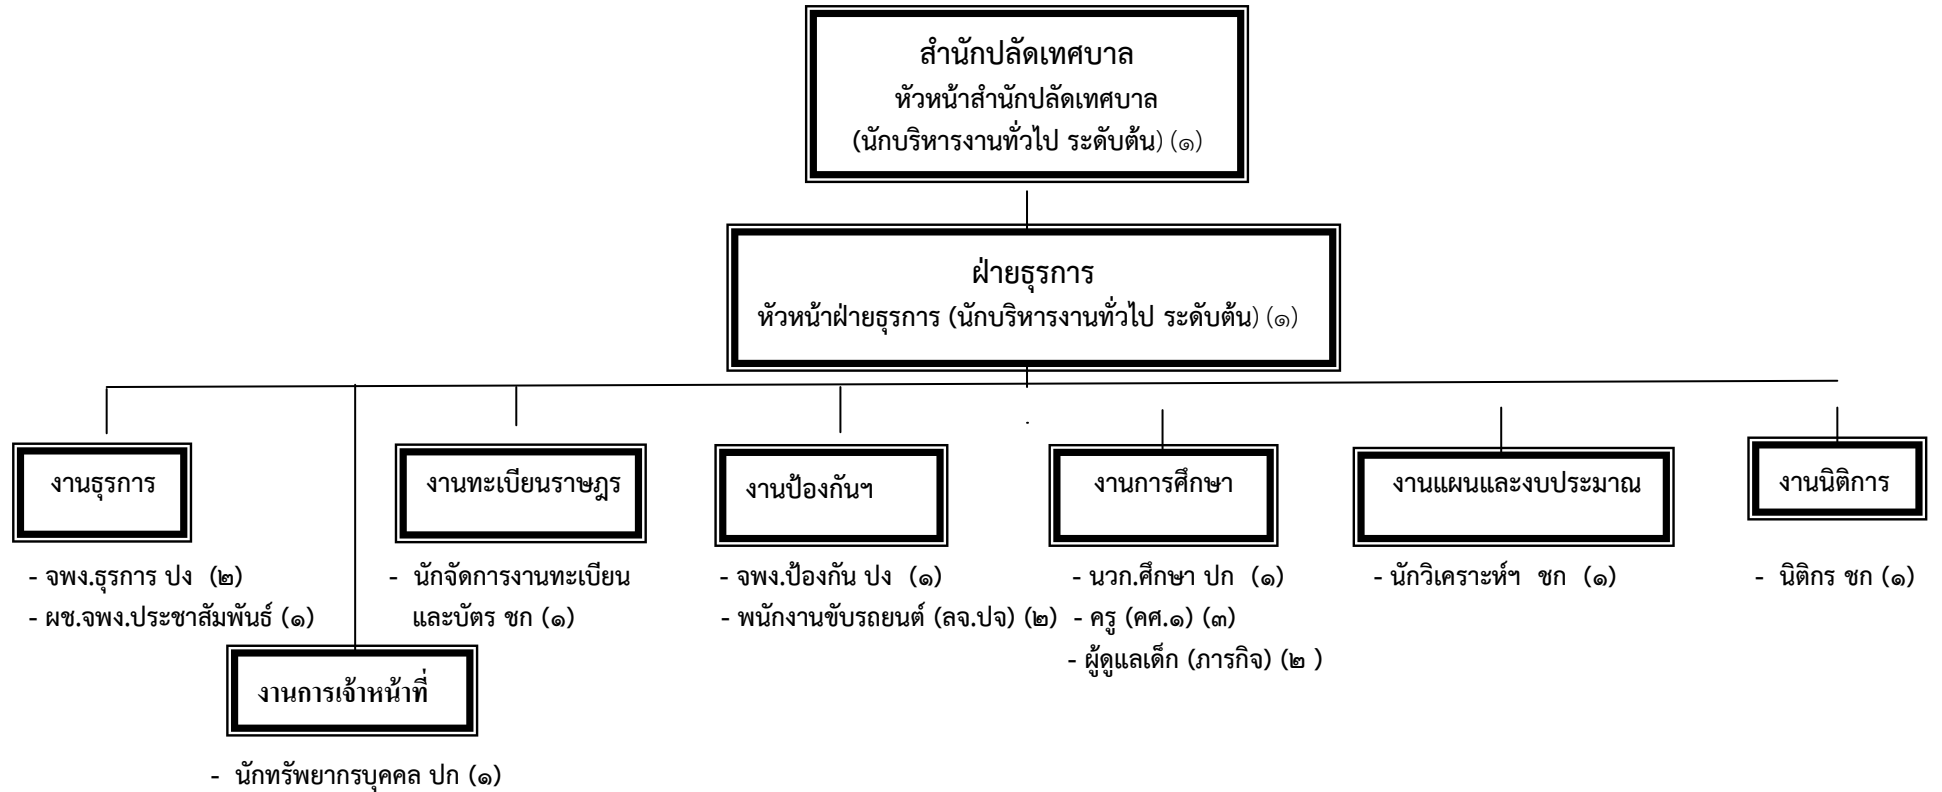 สำนักปลัดเทศบาล
หัวหน้าสำนักปลัดเทศบาล
(นักบริหารงานทั่วไป ระดับต้น) (๑)
ฝ่ายธุรการ
หัวหน้าฝ่ายธุรการ (นักบริหารงานทั่วไป ระดับต้น) (๑)
งานธุรการ
- จพง.ธุรการ ปง (๒)
- ผช.จพง.ประชาสัมพันธ์ (๑)
งานการเจ้าหน้าที่
- นักทรัพยากรบุคคล ปก (๑)
งานทะเบียนราษฎร
- นักจัดการงานทะเบียน
และบัตร ชก (๑)
งานป้องกันฯ
- จพง.ป้องกัน ปง (๑)
- พนักงานขับรถยนต์ (ลจ.ปจ) (๒)
งานการศึกษา
- นวก.ศึกษา ปก (๑)
- ครู (คศ.๑) (๓)
- ผู้ดูแลเด็ก (ภารกิจ) (๒ )
งานแผนและงบประมาณ
- นักวิเคราะห์ฯ ชก (๑)
งานนิติการ
- นิติกร ชก (๑)